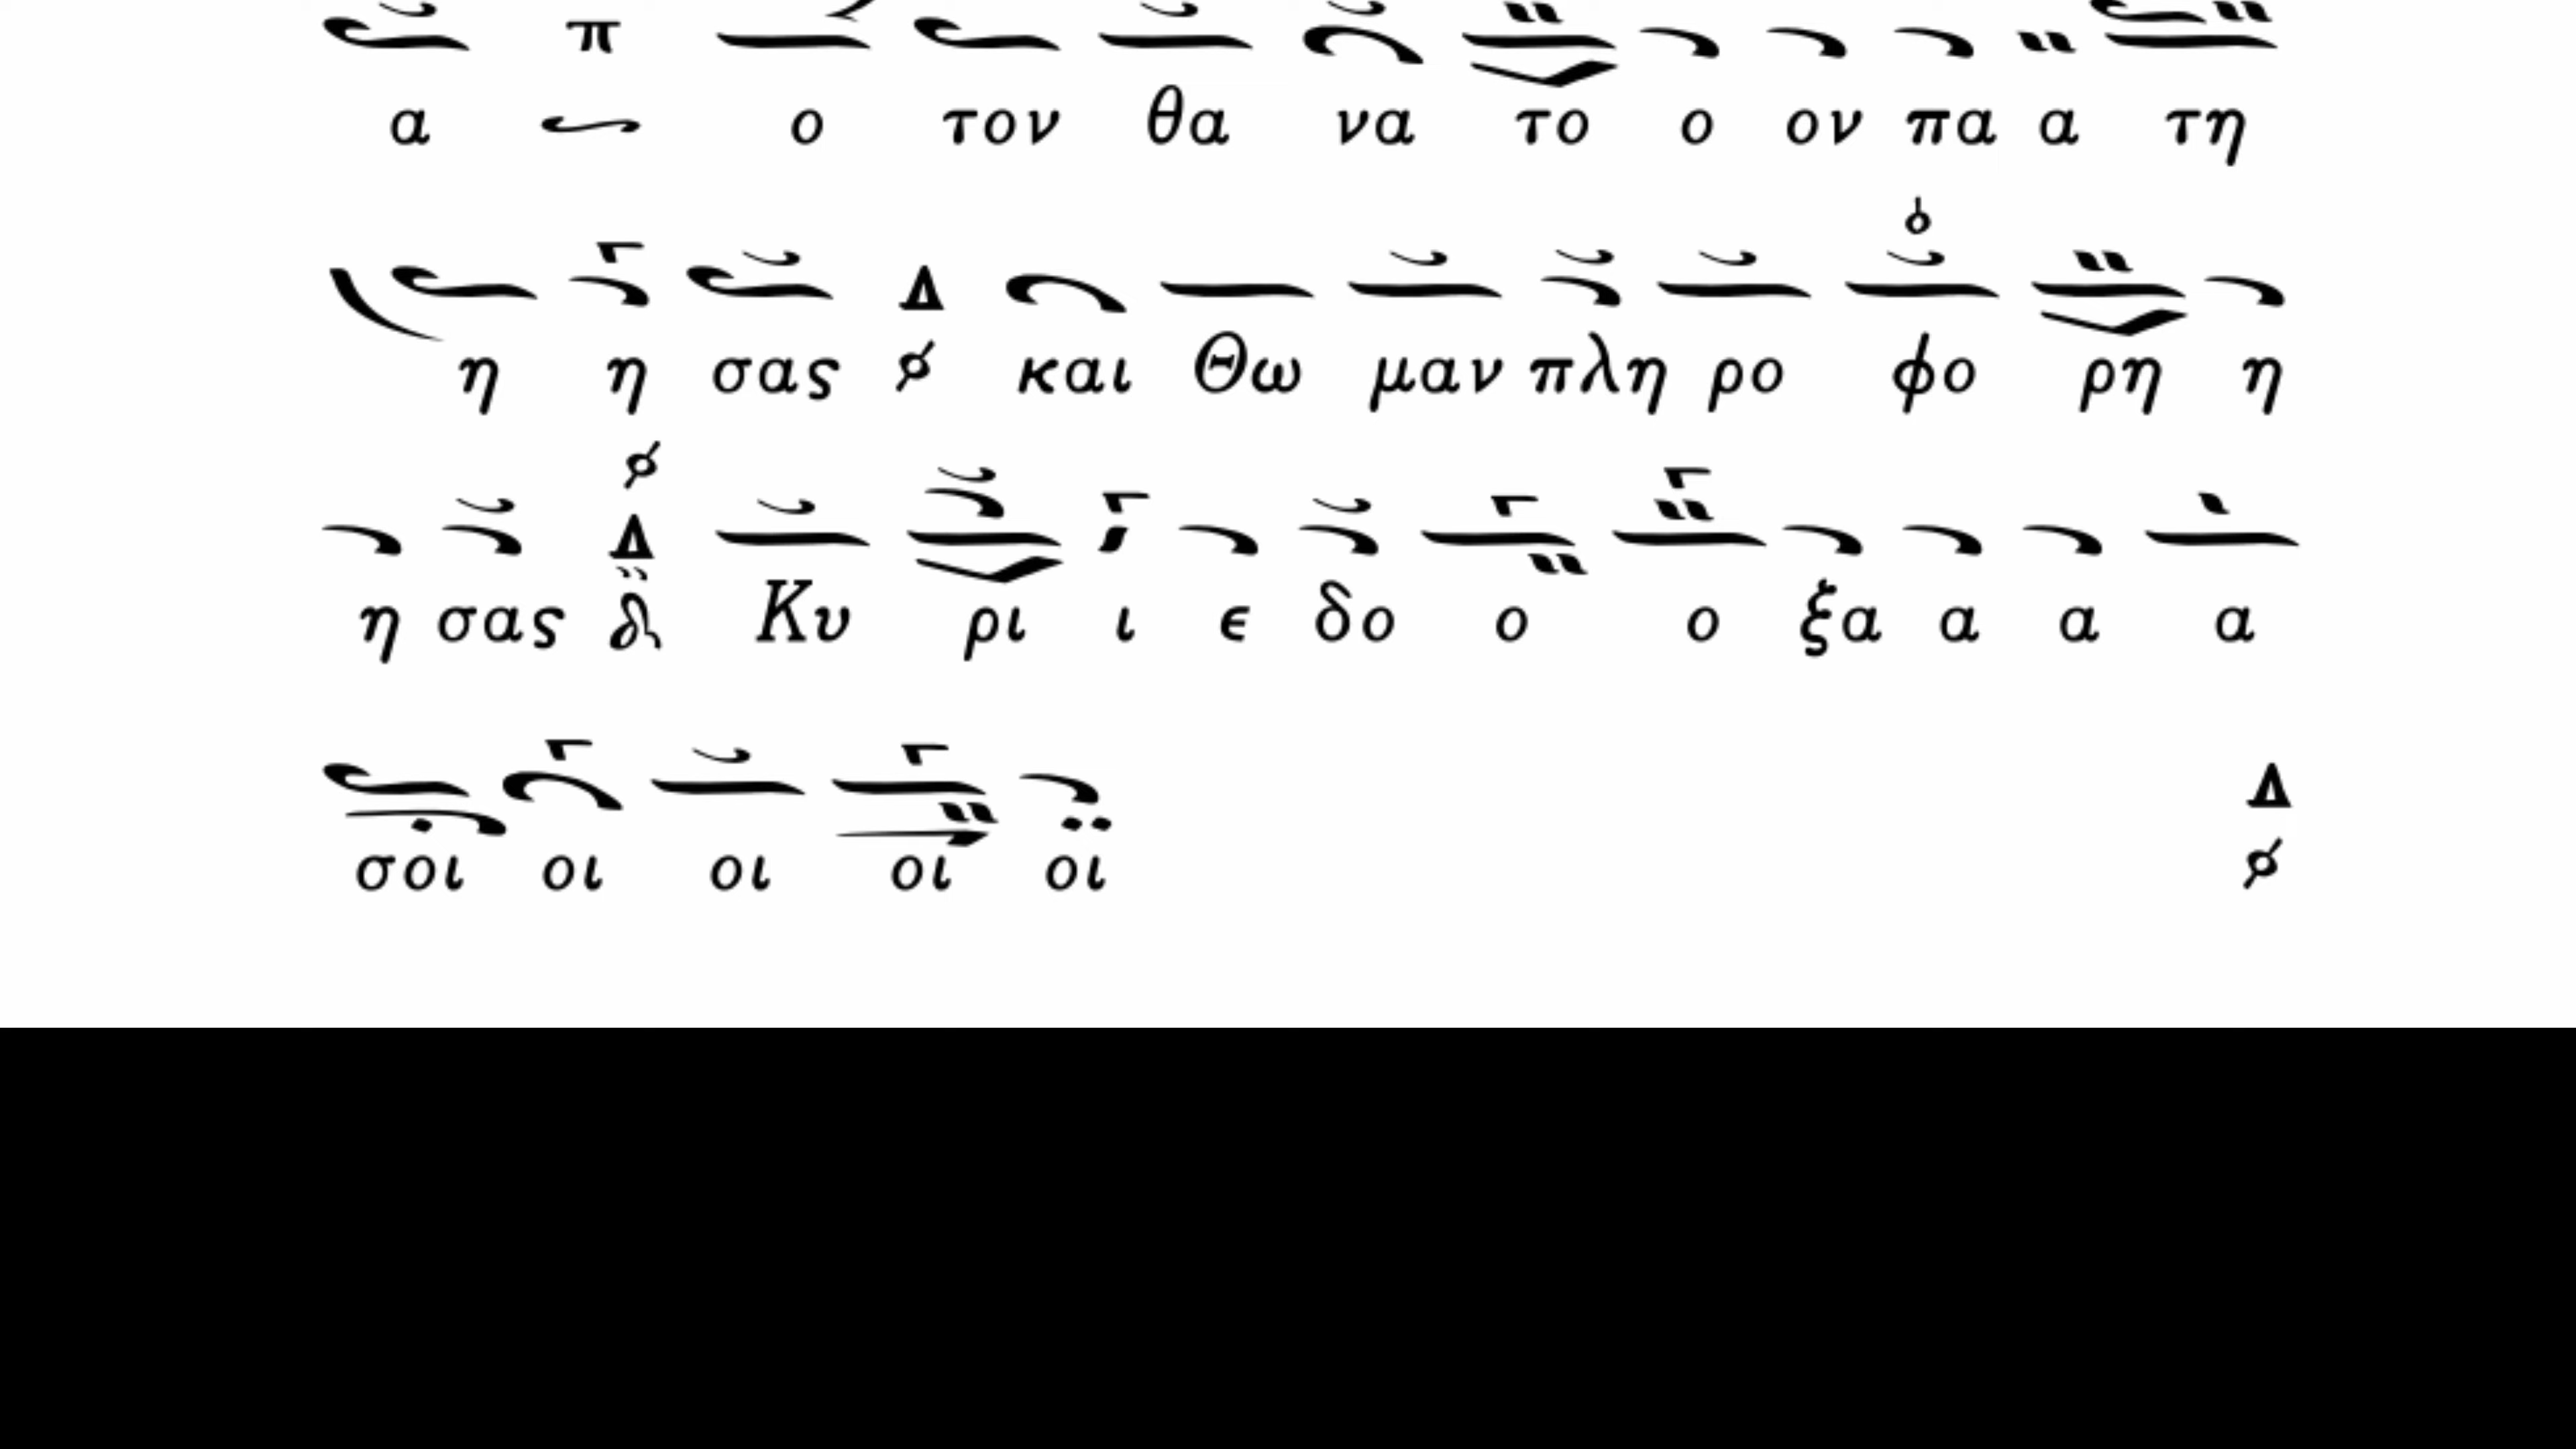 α π ο τον θα να το ο ον πα α τη
η η σας Δ και Θω μαν πλη ρο φο ρη η
η σας Δ Κυ ρι ι ε δο ο ο ξα α α α
σοι οι οι οι οι Δ